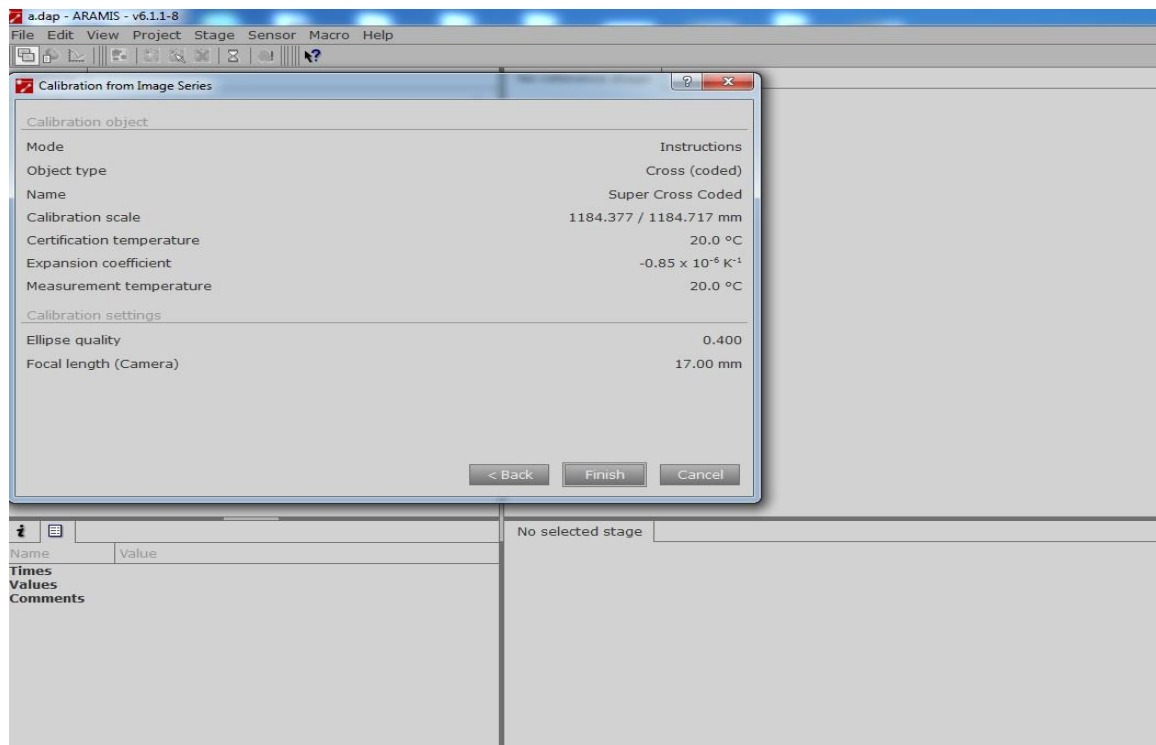 a.dap - ARAMIS - v6.1.1-8
File Edit View Project Stage Sensor Macro Help
Calibration from Image Series
Calibration object
Mode Instructions
Object type Cross (coded)
Name Super Cross Coded
Calibration scale 1184.377 / 1184.717 mm
Certification temperature 20.0 °C
Expansion coefficient -0.85 x 10⁻⁶ K⁻¹
Measurement temperature 20.0 °C
Calibration settings
Ellipse quality 0.400
Focal length (Camera) 17.00 mm
< Back Finish Cancel
No selected stage
Name Value
Times
Values
Comments